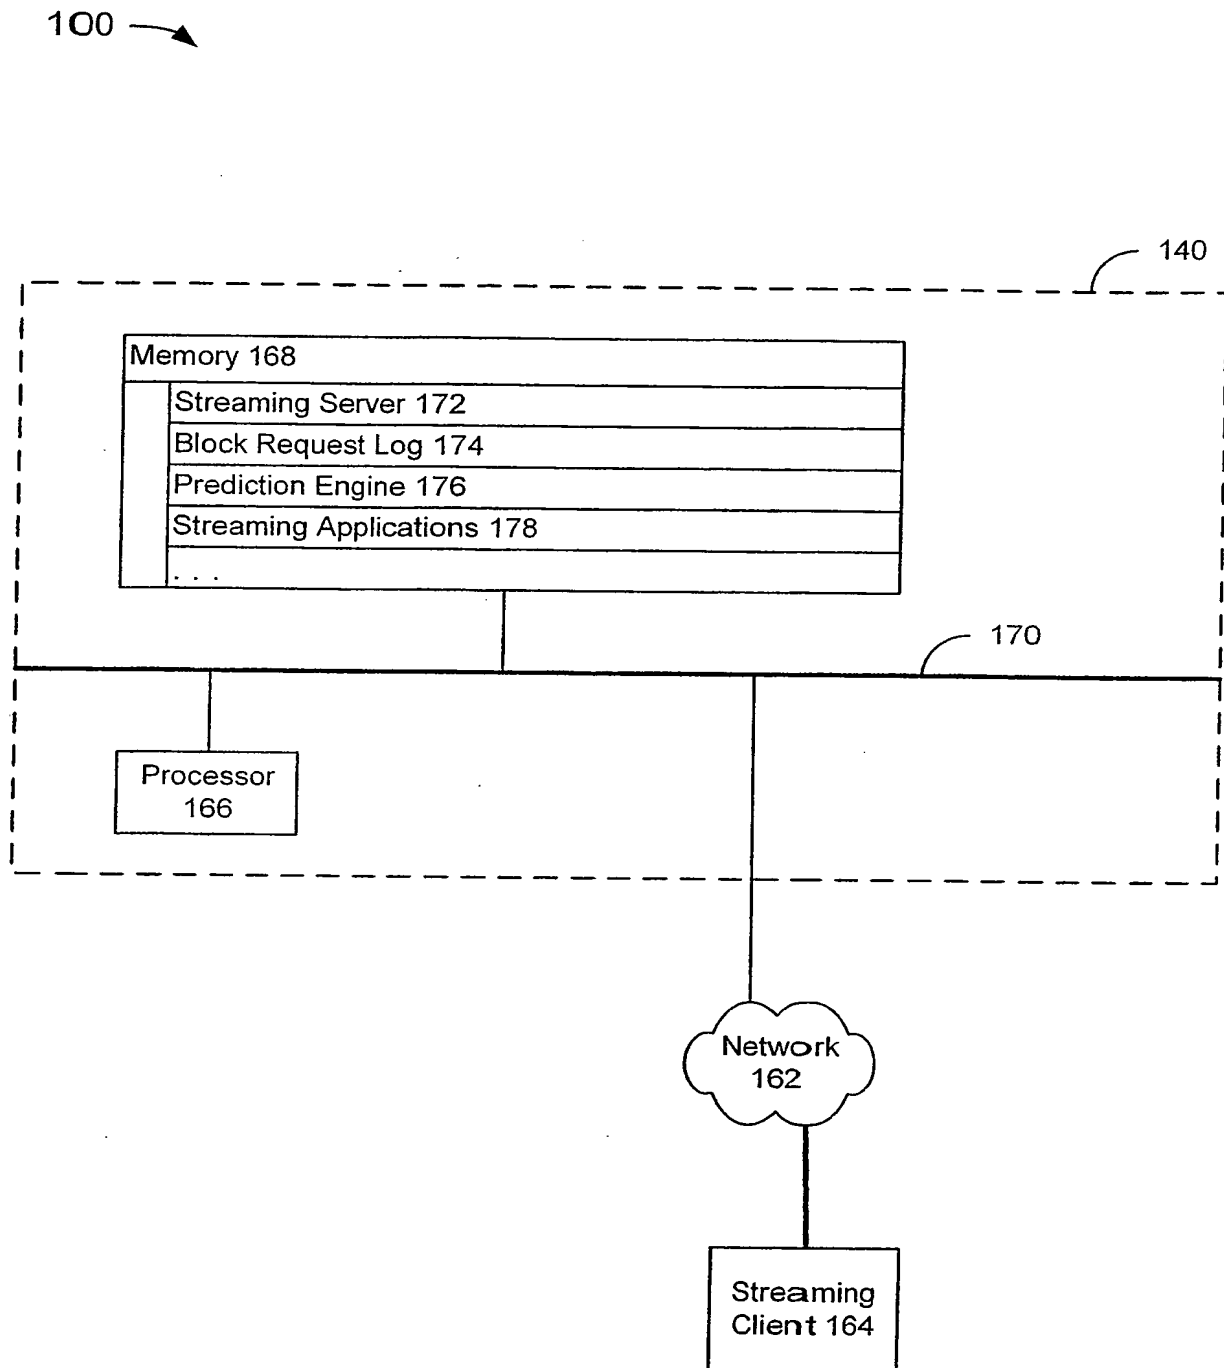 100
140
Memory 168
Streaming Server 172
Block Request Log 174
Prediction Engine 176
Streaming Applications 178
. . .
170
Processor
166
Network
162
Streaming
Client 164